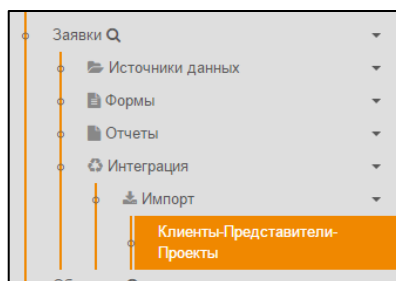 Заявки
Источники данных
Формы
Отчеты
Интеграция
Импорт
Клиенты-Представители-
Проекты